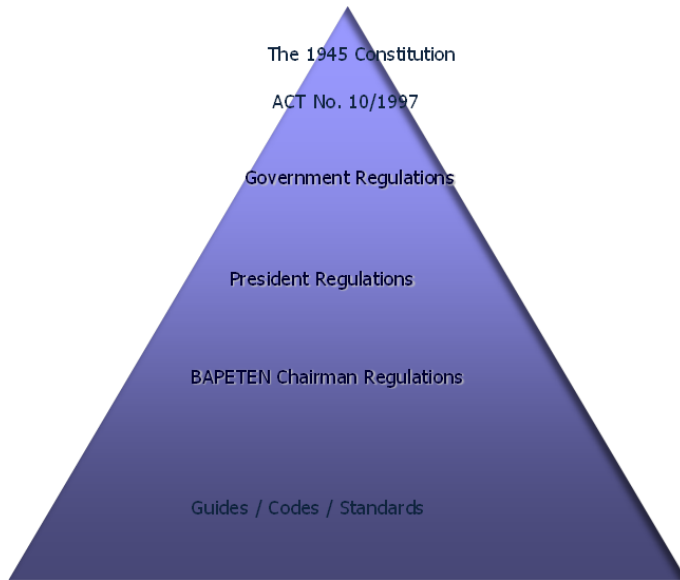 The 1945 Constitution
ACT No. 10/1997
Government Regulations
President Regulations
BAPETEN Chairman Regulations
Guides / Codes / Standards